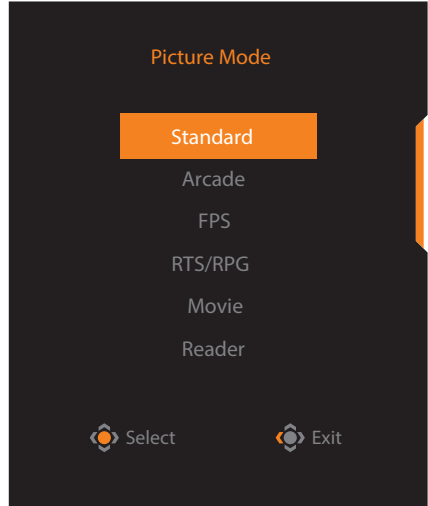 Picture Mode
Standard
Arcade
FPS
RTS/RPG
Movie
Reader
Select Exit